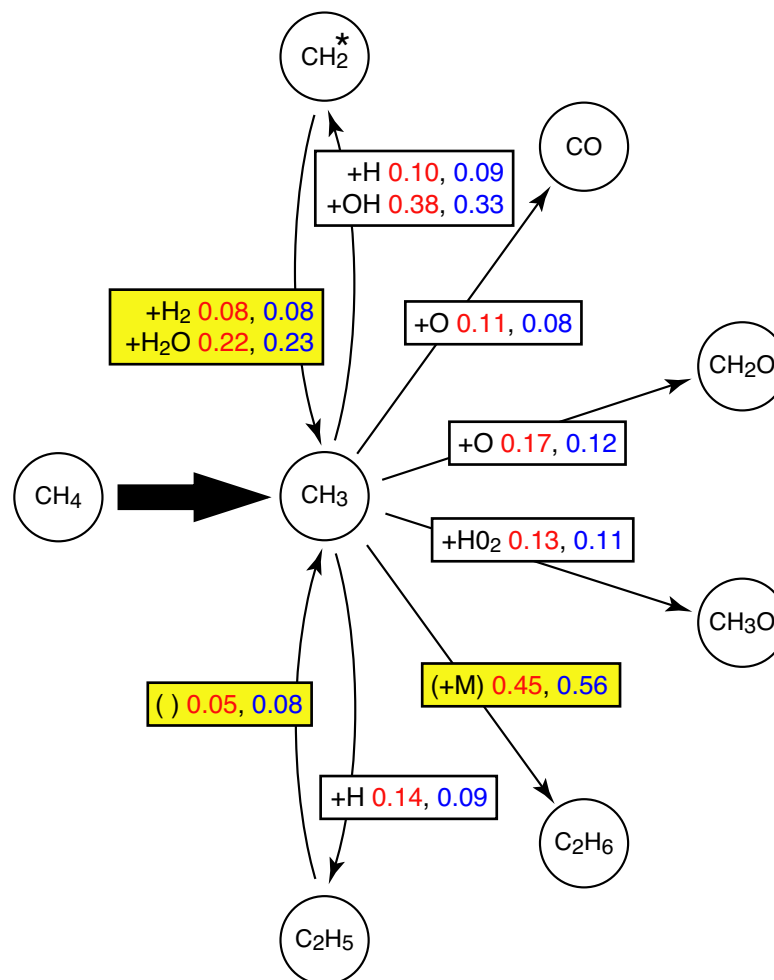 CH2*
CO
+H 0.10, 0.09
+OH 0.38, 0.33
+H2 0.08, 0.08
+H2O 0.22, 0.23
+O 0.11, 0.08
CH2O
+O 0.17, 0.12
CH4
CH3
+H02 0.13, 0.11
CH3O
( ) 0.05, 0.08
(+M) 0.45, 0.56
+H 0.14, 0.09
C2H6
C2H5